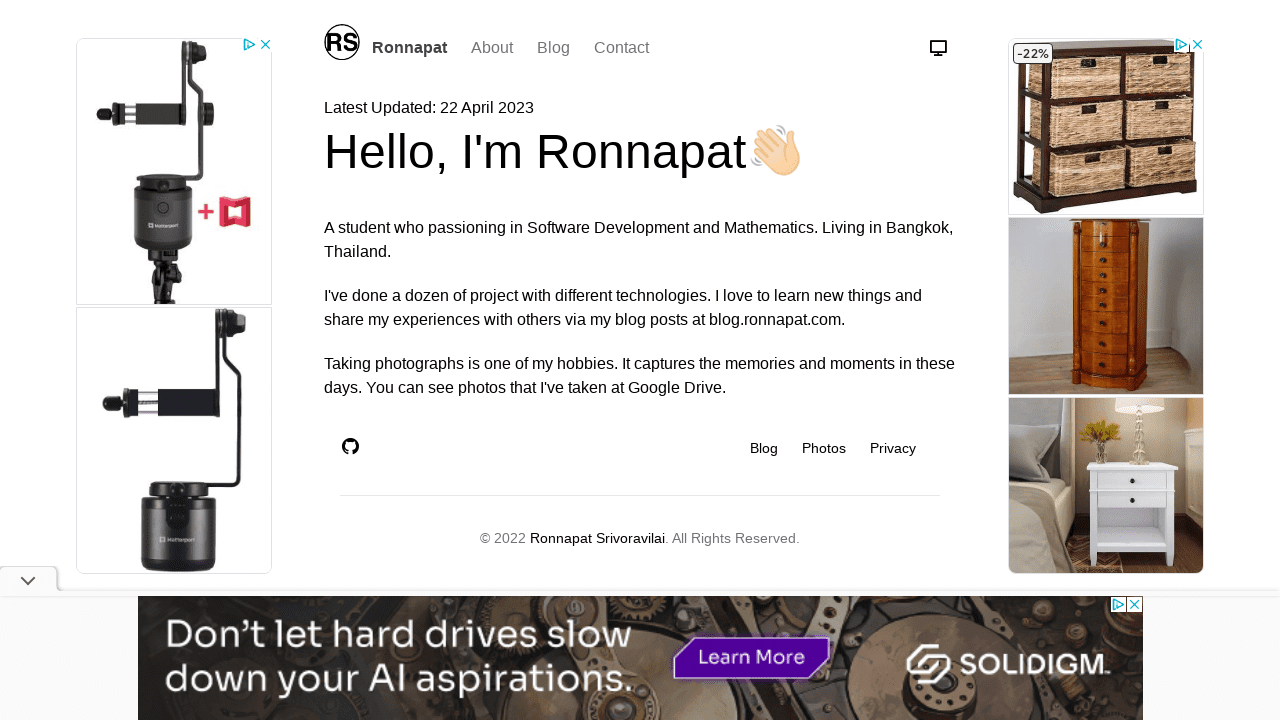 RS
Ronnapat About Blog Contact
Latest Updated: 22 April 2023
Hello, I'm Ronnapat👋🏻
A student who passioning in Software Development and Mathematics. Living in Bangkok,
Thailand.
I've done a dozen of project with different technologies. I love to learn new things and
share my experiences with others via my blog posts at blog.ronnapat.com.
Taking photographs is one of my hobbies. It captures the memories and moments in these
days. You can see photos that I've taken at Google Drive.
Blog Photos Privacy
© 2022 Ronnapat Srivoravilai. All Rights Reserved.
Matterport
Matterport
-22%
Don't let hard drives slow
down your AI aspirations.
Learn More
SOLIDIGM